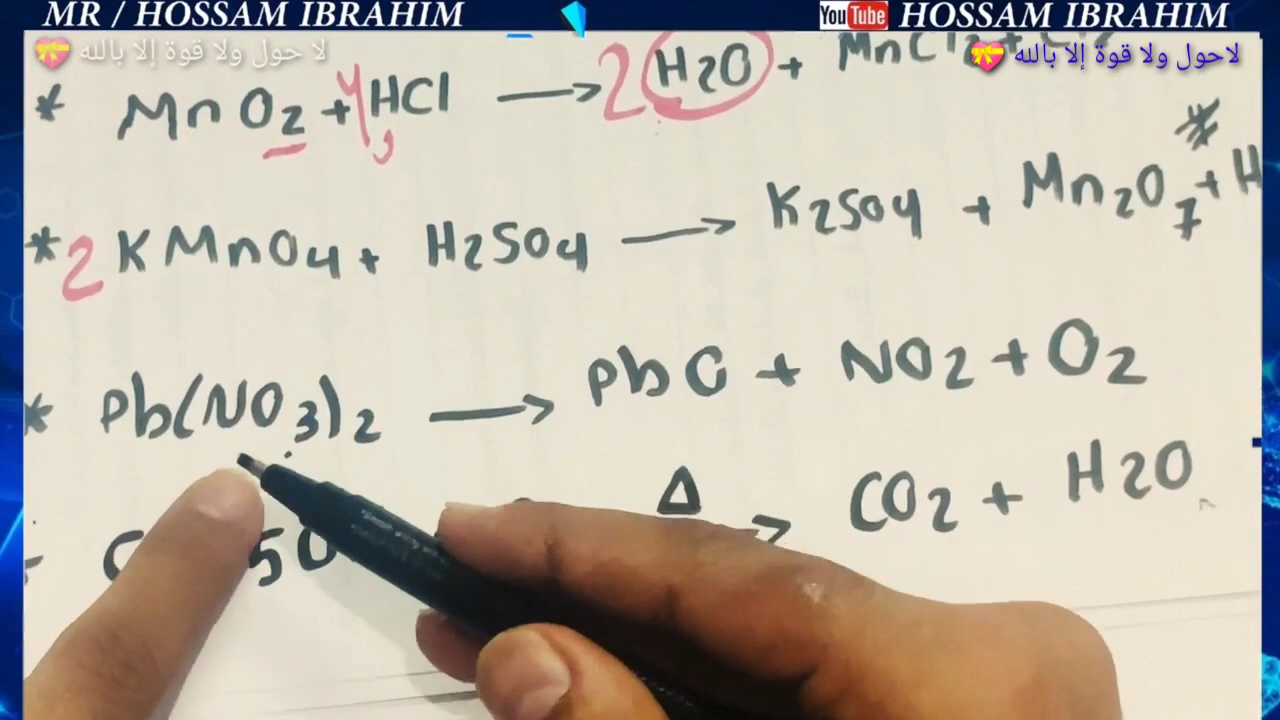 MR / HOSSAM IBRAHIM
YouTube HOSSAM IBRAHIM
لا حول ولا قوة إلا بالله 💝
لاحول ولا قوة إلا بالله 💝
* MnO2 + 4HCl → 2H2O + MnCl2 + Cl2
* 2KMnO4 + H2SO4 → K2SO4 + Mn2O7 + H
* Pb(NO3)2 → PbO + NO2 + O2
Δ → CO2 + H2O